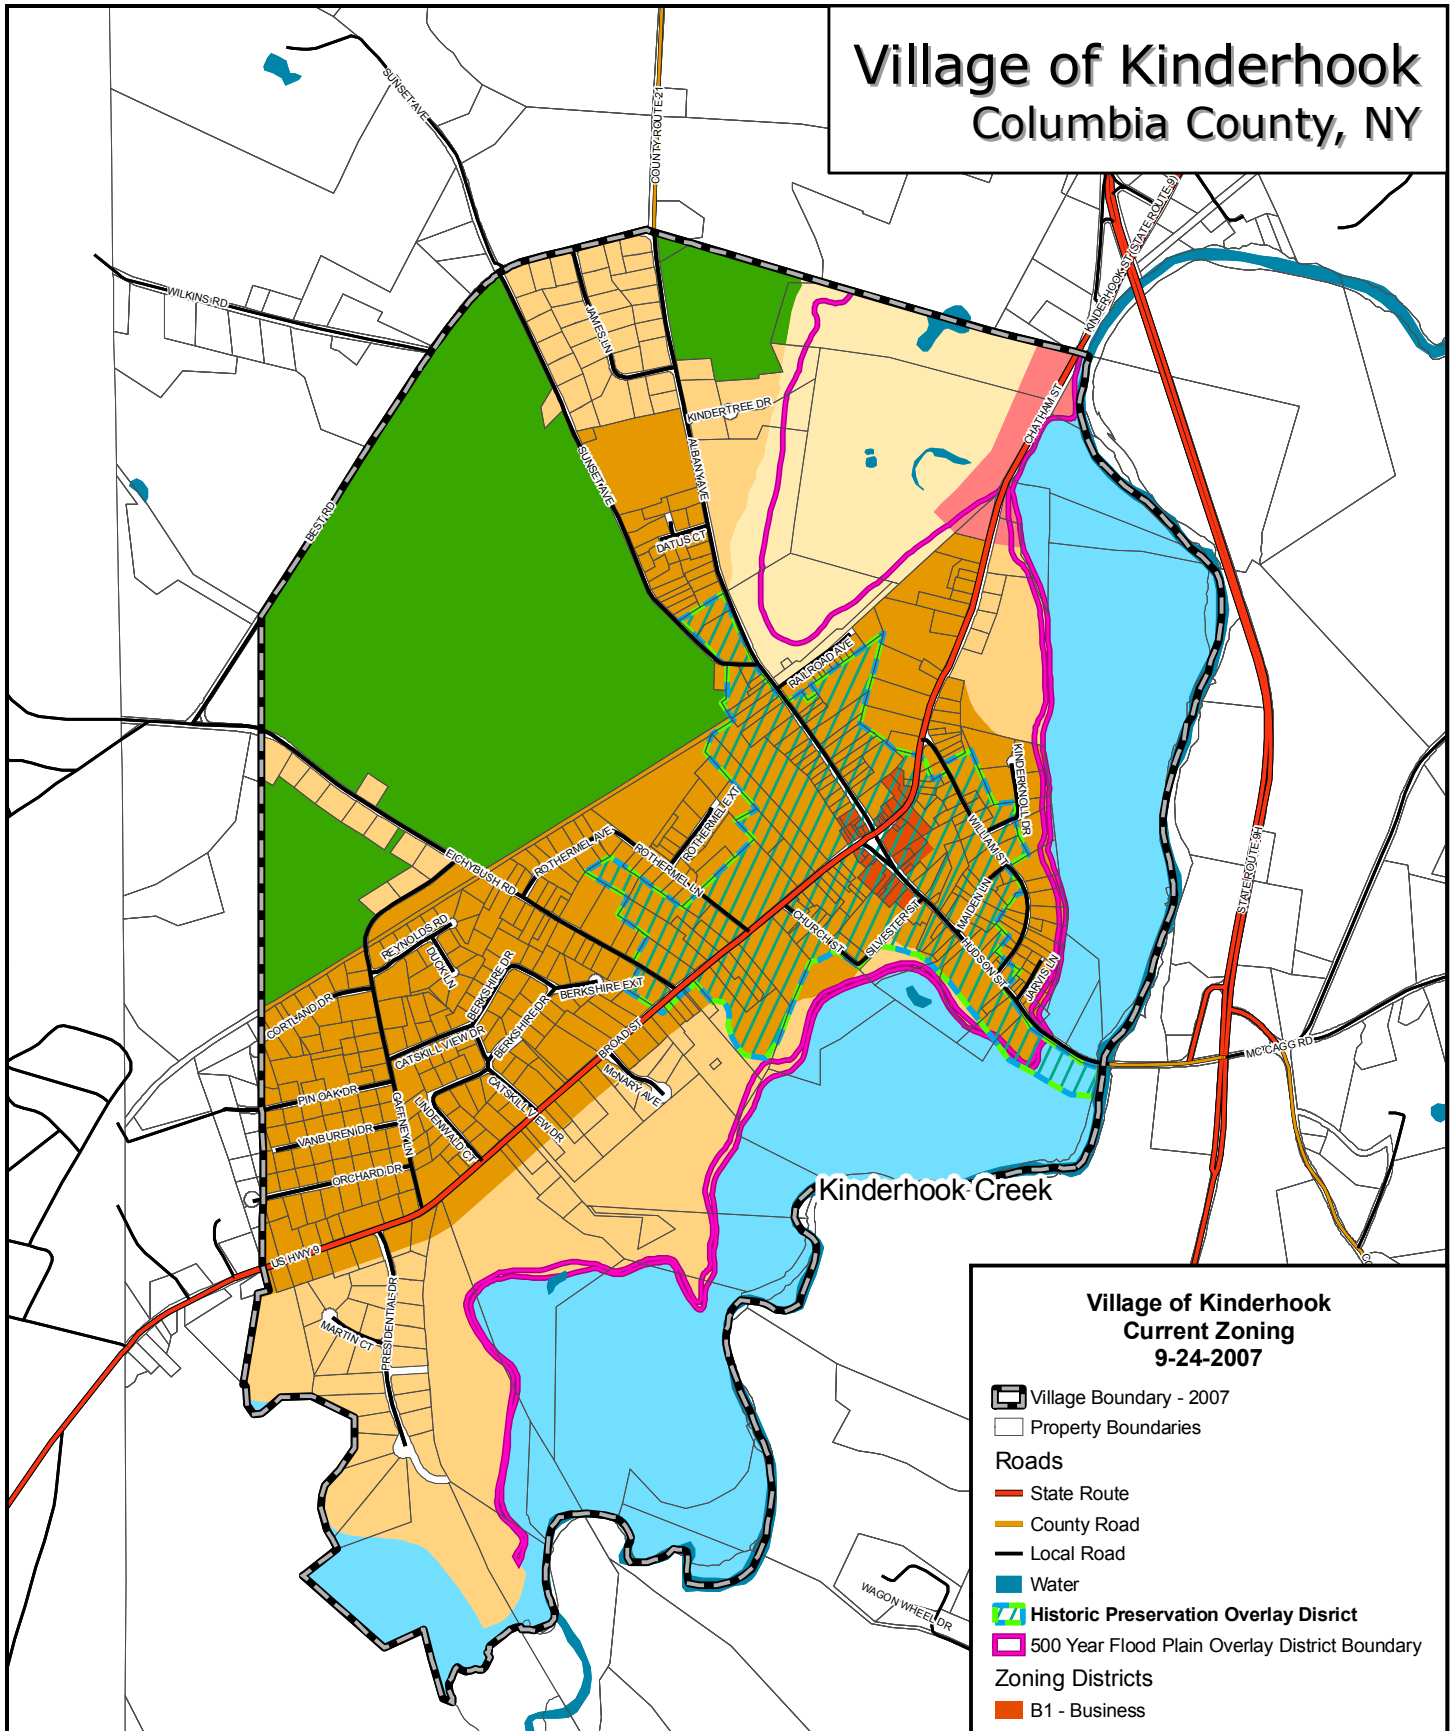 Village of Kinderhook
Columbia County, NY
SUNSET AVE
COUNTY ROUTE 21
KINDERHOOK ST (STATE ROUTE 9)
WILKINS RD
JAMES LN
KINDERTREE DR
CHATHAM ST
SUNSET AVE
ALBANY AVE
BEST RD
DATUS CT
RAILROAD AVE
KINDERKNOLL DR
ROTHERMEL EXT
WILLIAM ST
EICHYBUSH RD
ROTHERMEL AVE
ROTHERMEL LN
STATE ROUTE 9H
MAIDEN LN
CHURCH ST
SILVESTER ST
HUDSON ST
REYNOLDS RD
DUCK LN
BERKSHIRE DR
BERKSHIRE EXT
JARVIS LN
CORTLAND DR
BERKSHIRE DR
CATSKILL VIEW DR
BROAD ST
MC CAGG RD
McNARY AVE
PIN OAK DR
GAFFNEY LN
LINDENWALD CT
CATSKILL VIEW DR
VANBUREN DR
ORCHARD DR
Kinderhook Creek
US HWY 9
PRESIDENTIAL DR
MARTIN CT
CO
WAGON WHEEL DR
Village of Kinderhook
Current Zoning
9-24-2007
Village Boundary - 2007
Property Boundaries
Roads
State Route
County Road
Local Road
Water
Historic Preservation Overlay Disrict
500 Year Flood Plain Overlay District Boundary
Zoning Districts
B1 - Business